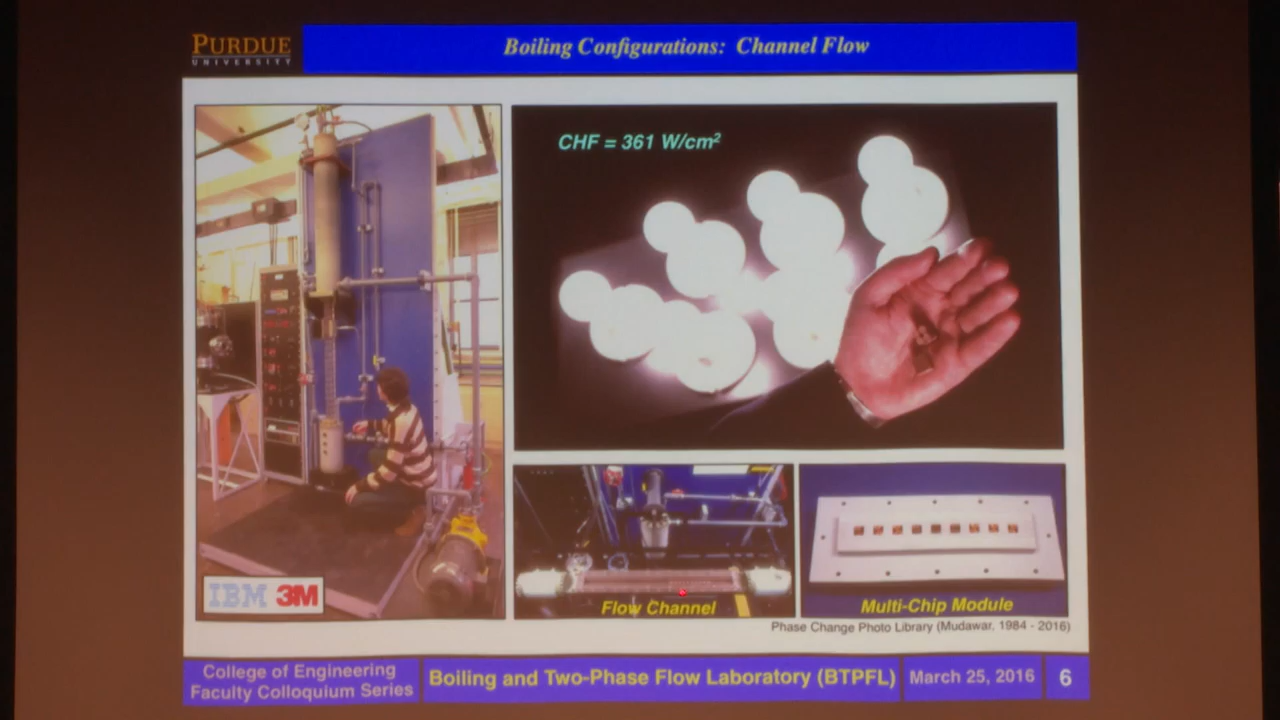 PURDUE
UNIVERSITY
Boiling Configurations: Channel Flow
CHF = 361 W/cm²
IBM 3M
Flow Channel
Multi-Chip Module
Phase Change Photo Library (Mudawar, 1984 - 2016)
College of Engineering
Faculty Colloquium Series
Boiling and Two-Phase Flow Laboratory (BTPFL)
March 25, 2016
6